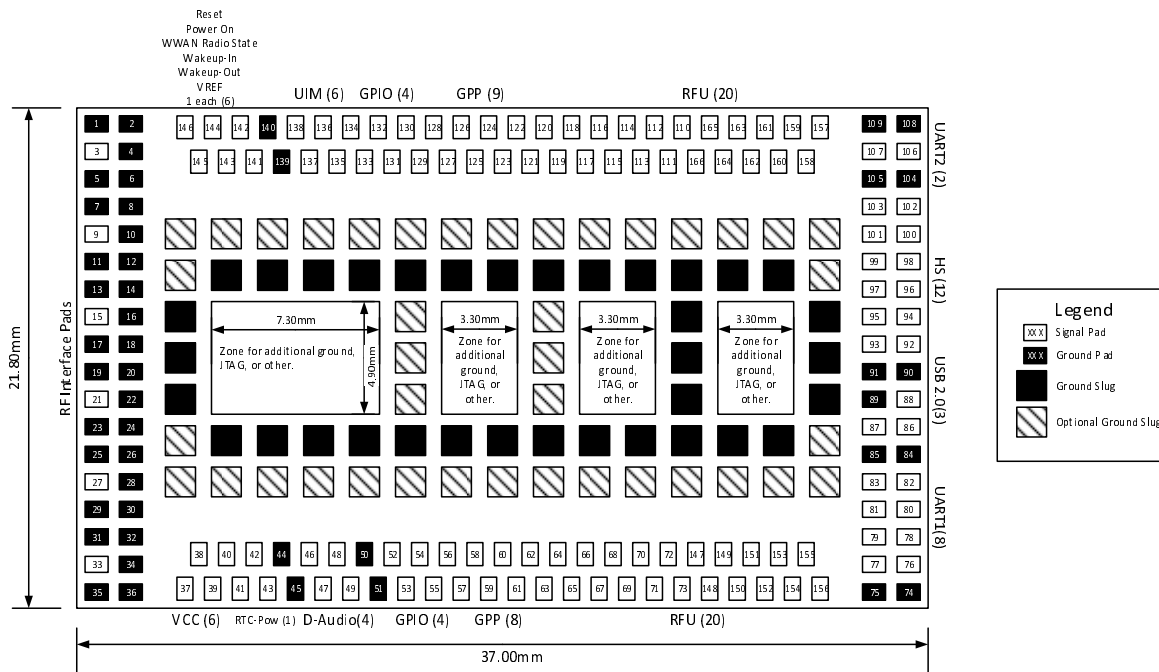 Reset
Power On
WWAN Radio State
Wakeup-In
Wakeup-Out
VREF
1 each (6)
UIM (6) GPIO (4) GPP (9) RFU (20)
146 144 142 140 138 136 134 132 130 128 126 124 122 120 118 116 114 112 110 165 163 161 159 157
145 143 141 139 137 135 133 131 129 127 125 123 121 119 117 115 113 111 166 164 162 160 158
1 2
3 4
5 6
7 8
9 10
11 12
13 14
15 16
17 18
19 20
21 22
23 24
25 26
27 28
29 30
31 32
33 34
35 36
RF Interface Pads
21.80mm
7.30mm
Zone for additional ground,
JTAG, or other.
4.90mm
3.30mm
Zone for
additional
ground,
JTAG, or
other.
3.30mm
Zone for
additional
ground,
JTAG, or
other.
3.30mm
Zone for
additional
ground,
JTAG, or
other.
109 108
107 106
105 104
103 102
101 100
99 98
97 96
95 94
93 92
91 90
89 88
87 86
85 84
83 82
81 80
79 78
77 76
75 74
UART2 (2)
HS (12)
USB 2.0(3)
UART1(8)
38 40 42 44 46 48 50 52 54 56 58 60 62 64 66 68 70 72 147 149 151 153 155
37 39 41 43 45 47 49 51 53 55 57 59 61 63 65 67 69 71 73 148 150 152 154 156
VCC (6) RTC-Pow (1) D-Audio(4) GPIO (4) GPP (8) RFU (20)
37.00mm
Legend
XXX Signal Pad
XXX Ground Pad
Ground Slug
Optional Ground Slug